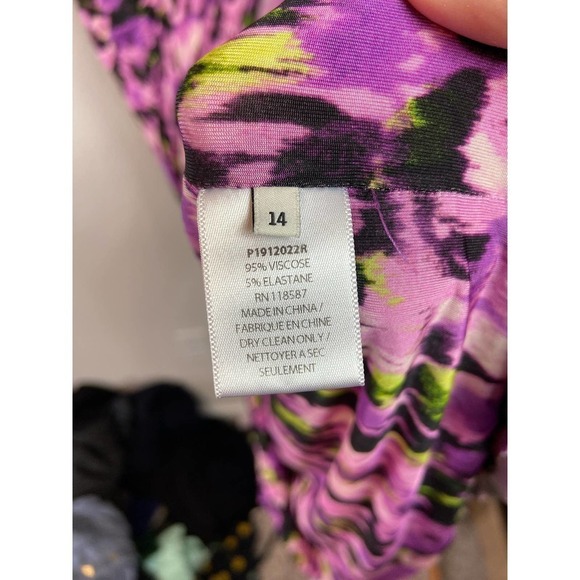 14
P1912022R
95% VISCOSE
5% ELASTANE
RN 118587
MADE IN CHINA /
FABRIQUE EN CHINE
DRY CLEAN ONLY /
NETTOYER A SEC
SEULEMENT